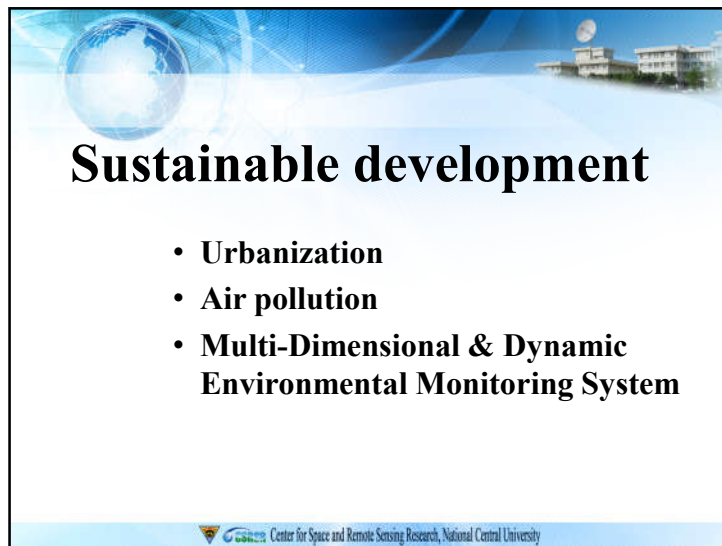 Sustainable development
• Urbanization
• Air pollution
• Multi-Dimensional & Dynamic
Environmental Monitoring System
CSRSR Center for Space and Remote Sensing Research, National Central University